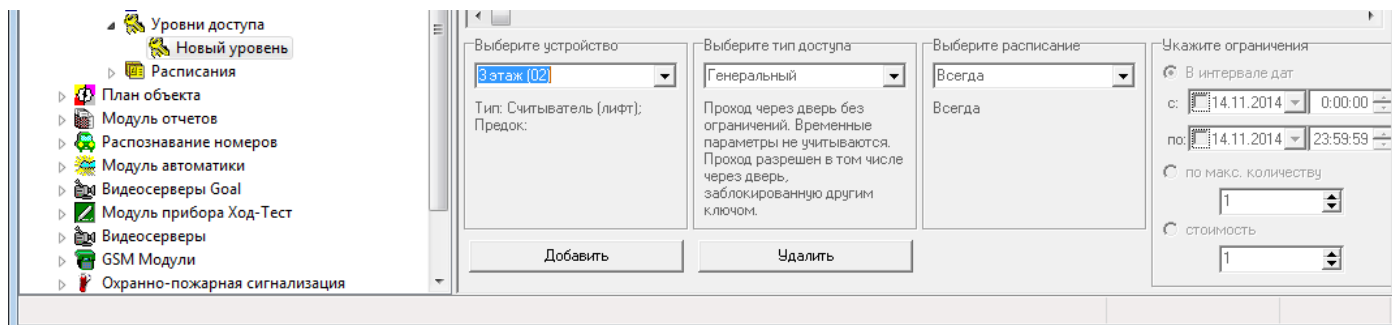 Уровни доступа
Новый уровень
Расписания
План объекта
Модуль отчетов
Распознавание номеров
Модуль автоматики
Видеосерверы Goal
Модуль прибора Ход-Тест
Видеосерверы
GSM Модули
Охранно-пожарная сигнализация
Выберите устройство
3 этаж (02)
Тип: Считыватель (лифт);
Предок:
Добавить
Выберите тип доступа
Генеральный
Проход через дверь без
ограничений. Временные
параметры не учитываются.
Проход разрешен в том числе
через дверь,
заблокированную другим
ключом.
Удалить
Выберите расписание
Всегда
Всегда
Укажите ограничения
В интервале дат
с: 14.11.2014 0:00:00
по: 14.11.2014 23:59:59
по макс. количеству
1
стоимость
1